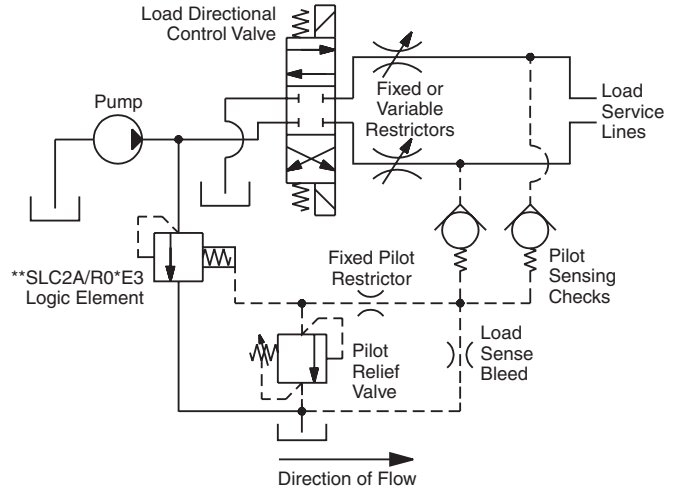 Load Directional
Control Valve
Pump
Fixed or
Variable
Restrictors
Load
Service
Lines
**SLC2A/R0*E3
Logic Element
Fixed Pilot
Restrictor
Pilot
Sensing
Checks
Pilot
Relief
Valve
Load
Sense
Bleed
Direction of Flow